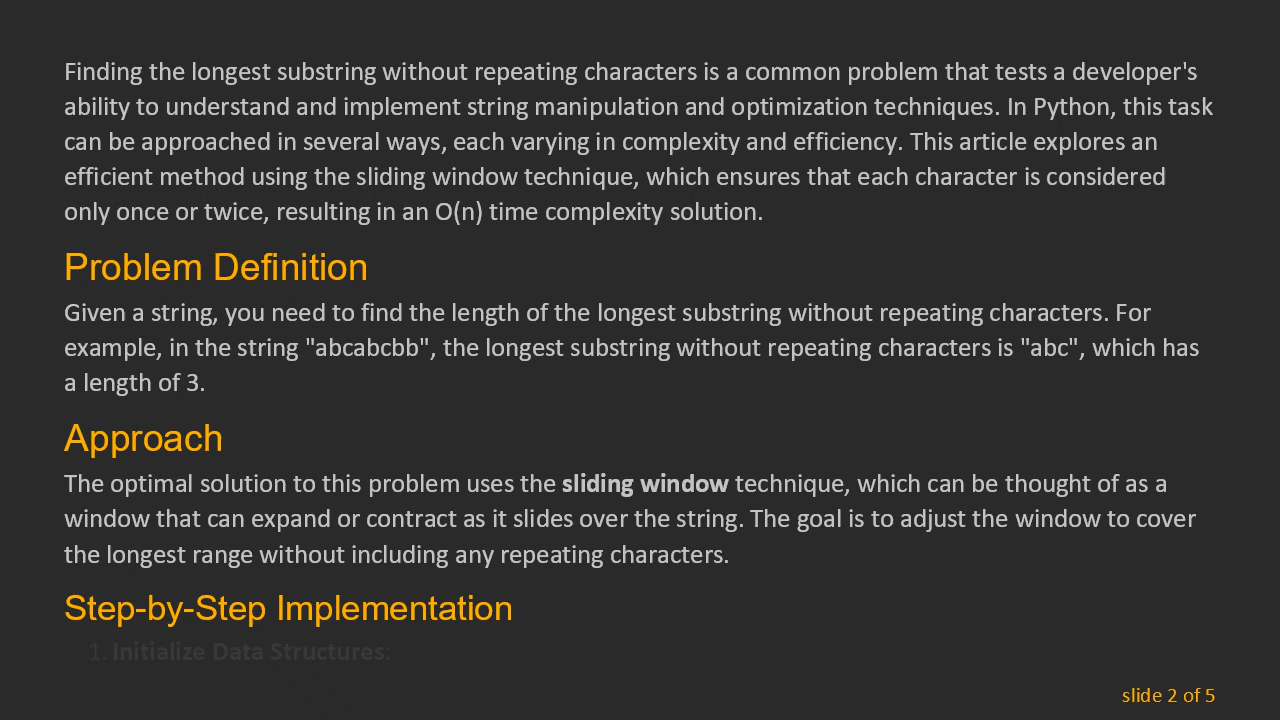 Finding the longest substring without repeating characters is a common problem that tests a developer's
ability to understand and implement string manipulation and optimization techniques. In Python, this task
can be approached in several ways, each varying in complexity and efficiency. This article explores an
efficient method using the sliding window technique, which ensures that each character is considered
only once or twice, resulting in an O(n) time complexity solution.
Problem Definition
Given a string, you need to find the length of the longest substring without repeating characters. For
example, in the string "abcabcbb", the longest substring without repeating characters is "abc", which has
a length of 3.
Approach
The optimal solution to this problem uses the sliding window technique, which can be thought of as a
window that can expand or contract as it slides over the string. The goal is to adjust the window to cover
the longest range without including any repeating characters.
Step-by-Step Implementation
1. Initialize Data Structures:
slide 2 of 5